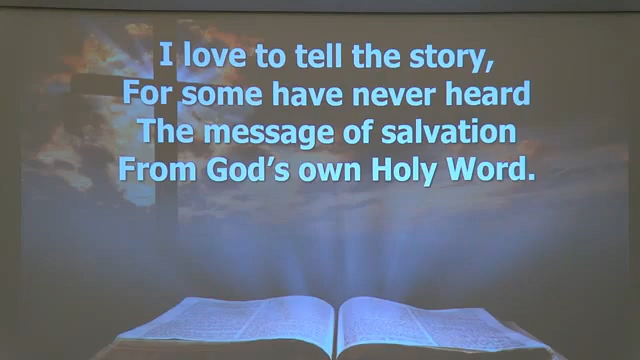 I love to tell the story,
For some have never heard
The message of salvation
From God's own Holy Word.